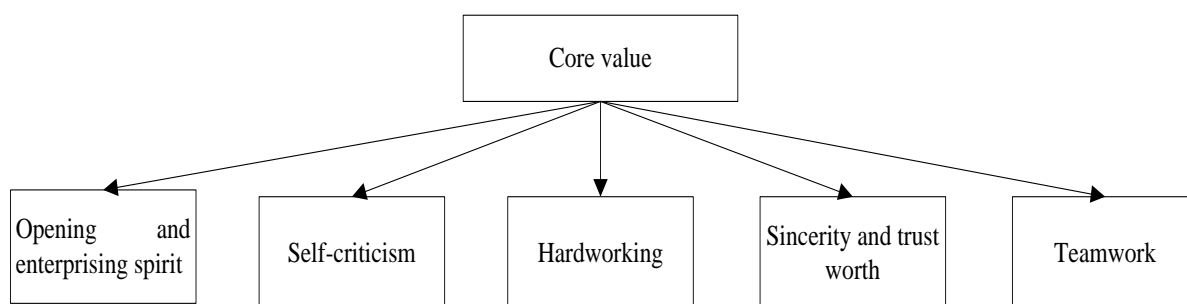 Core value
Opening and
enterprising spirit
Self-criticism
Hardworking
Sincerity and trust
worth
Teamwork